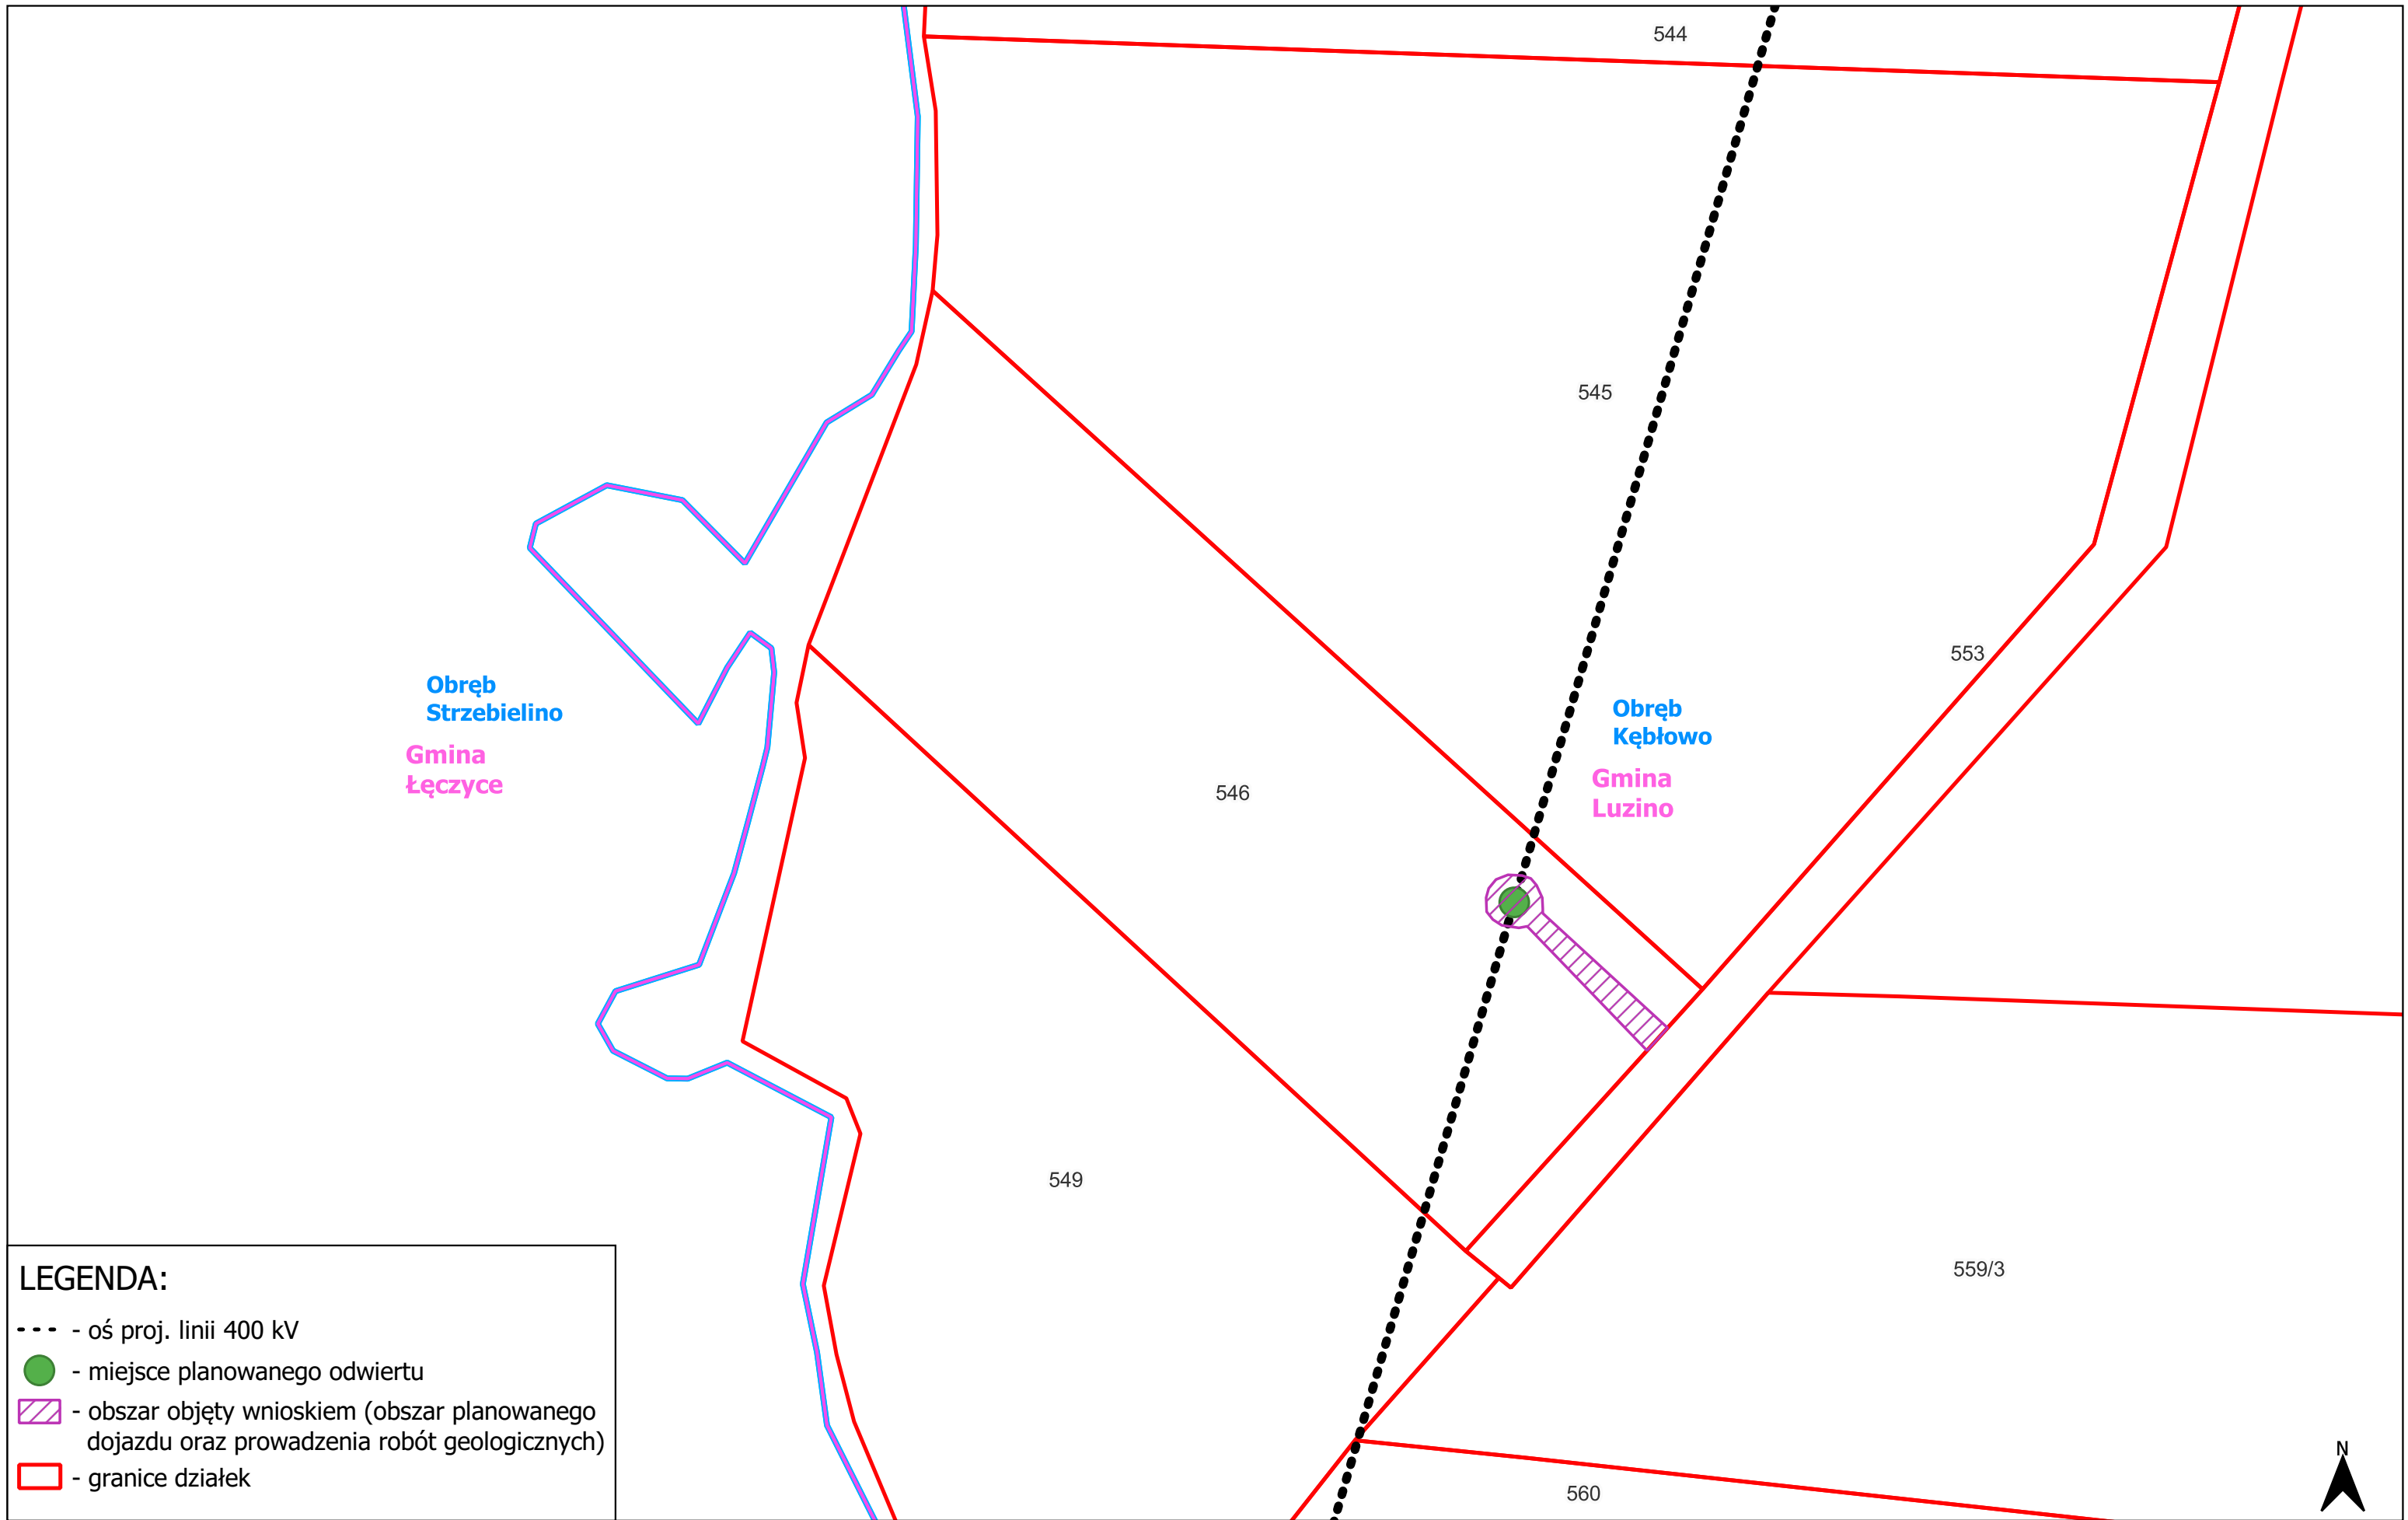 544
545
553
Obręb
Strzebielino
Gmina
Łęczyce
Obręb
Kębłowo
Gmina
Luzino
546
549
559/3
560
N
LEGENDA:
- oś proj. linii 400 kV
- miejsce planowanego odwiertu
- obszar objęty wnioskiem (obszar planowanego
dojazdu oraz prowadzenia robót geologicznych)
- granice działek